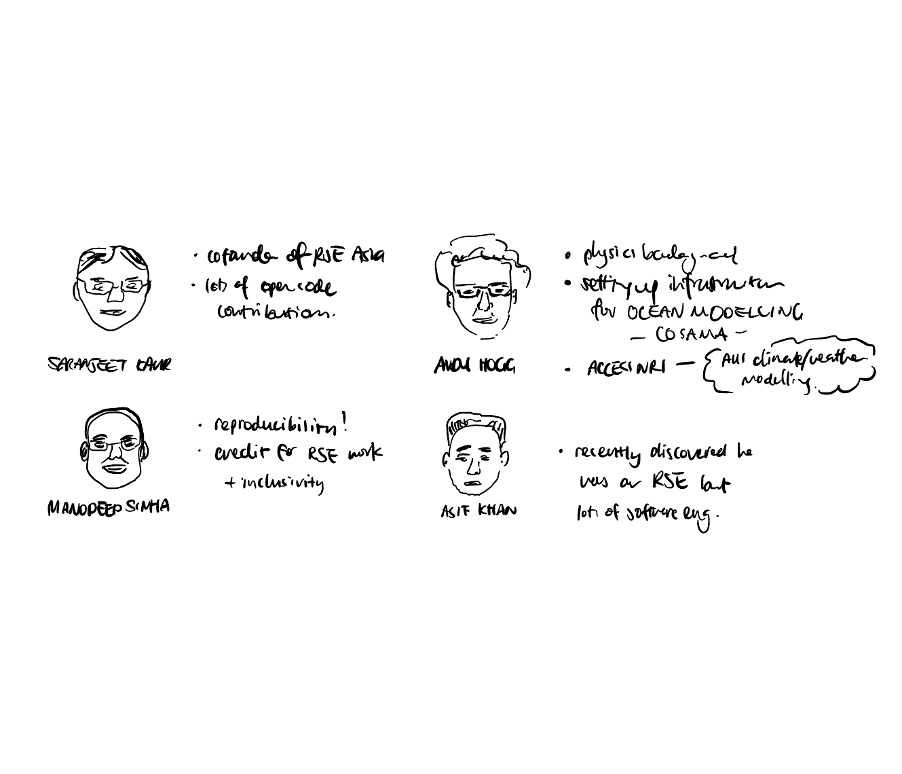 • cofounder of RSE Asia
• lots of open code
contributions.
SARANJEET KAUR
• physics background
• setting up infrastructure
for OCEAN MODELLING
— COSAMA —
• ACCESS NRI — AUS climate/weather
modelling.
ANDY HOGG
• reproducibility!
• credit for RSE work
+ inclusivity
MANODEEP SINHA
• recently discovered he
was an RSE but
lots of software eng.
ASIF KHAN